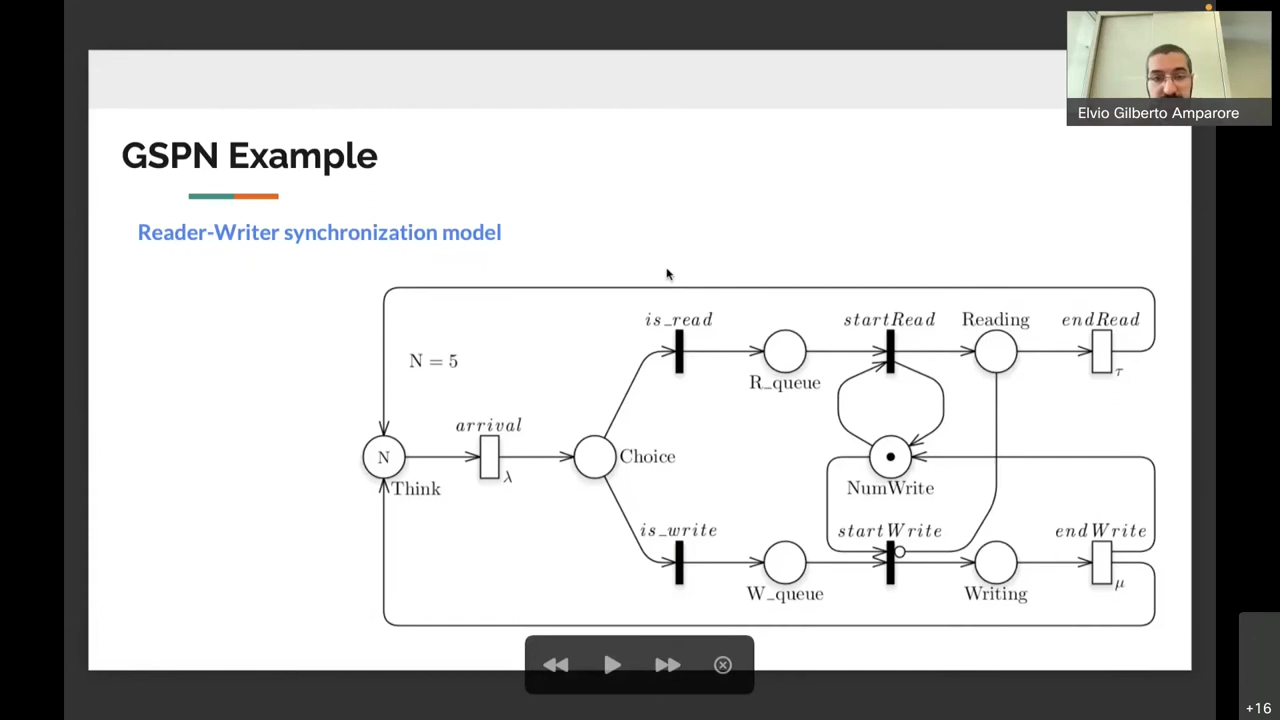 Elvio Gilberto Amparore
GSPN Example
Reader-Writer synchronization model
is_read
startRead
Reading
endRead
N = 5
τ
R_queue
arrival
N
Choice
λ
Think
NumWrite
is_write
startWrite
endWrite
μ
W_queue
Writing
+16